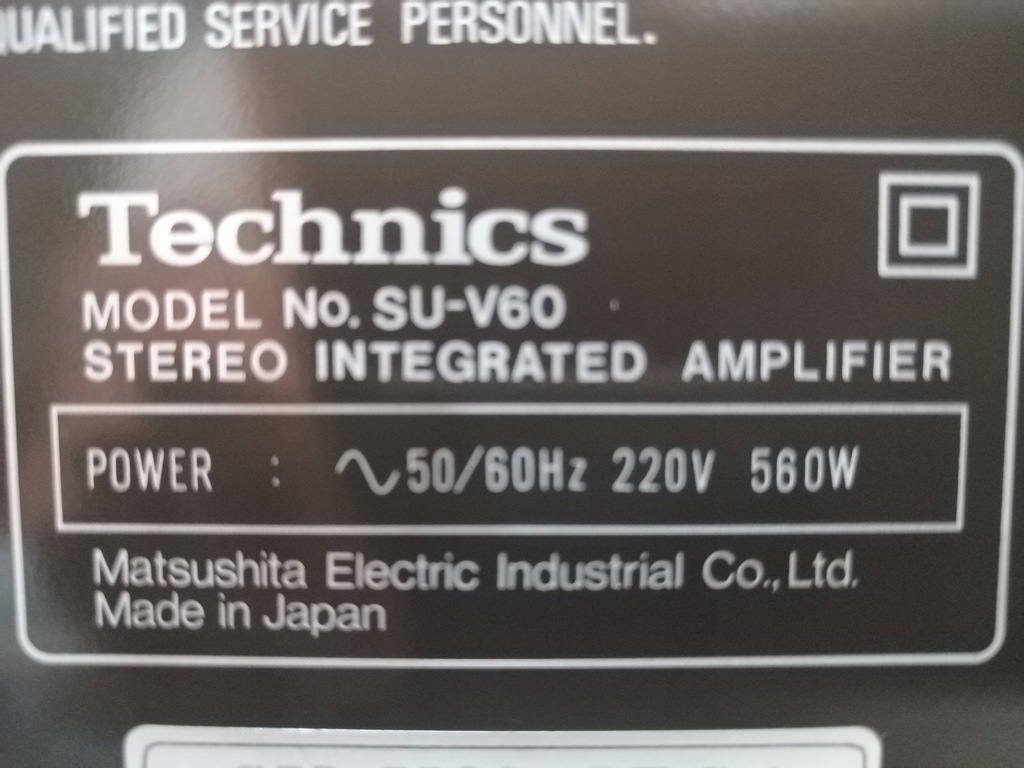 QUALIFIED SERVICE PERSONNEL.
Technics
MODEL No. SU-V60
STEREO INTEGRATED AMPLIFIER
POWER : ∿50/60Hz 220V 560W
Matsushita Electric Industrial Co., Ltd.
Made in Japan